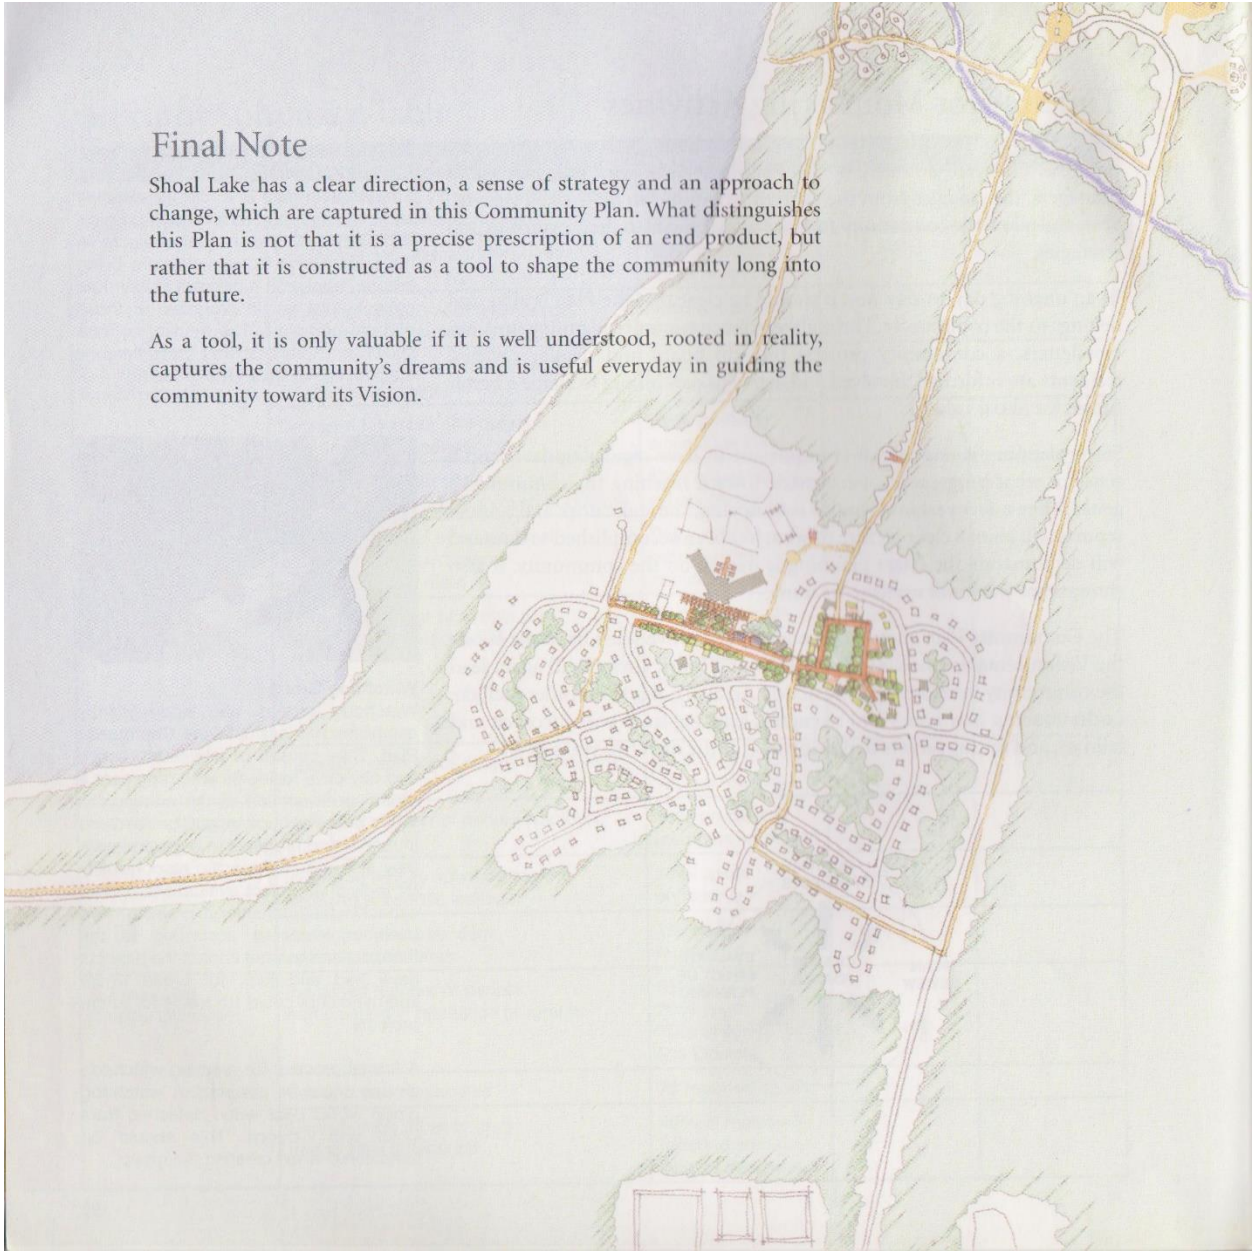 Final Note
Shoal Lake has a clear direction, a sense of strategy and an approach to
change, which are captured in this Community Plan. What distinguishes
this Plan is not that it is a precise prescription of an end product, but
rather that it is constructed as a tool to shape the community long into
the future.
As a tool, it is only valuable if it is well understood, rooted in reality,
captures the community's dreams and is useful everyday in guiding the
community toward its Vision.